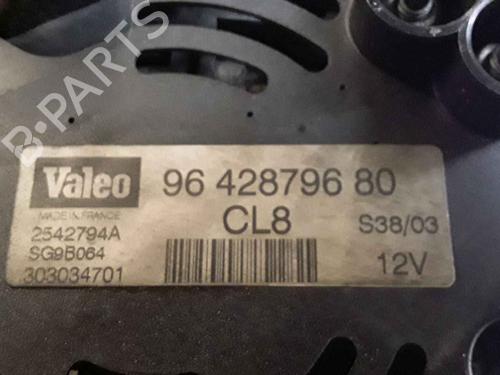 B-PARTS
Valeo
96 428796 80
MADE IN FRANCE
CL8
S38/03
2542794A
SG9B064
12V
303034701